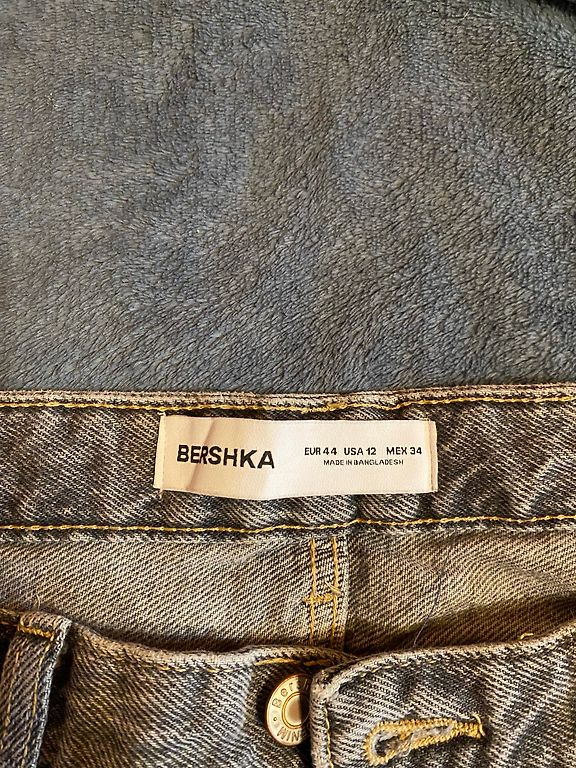 BERSHKA
EUR 44 USA 12 MEX 34
MADE IN BANGLADESH